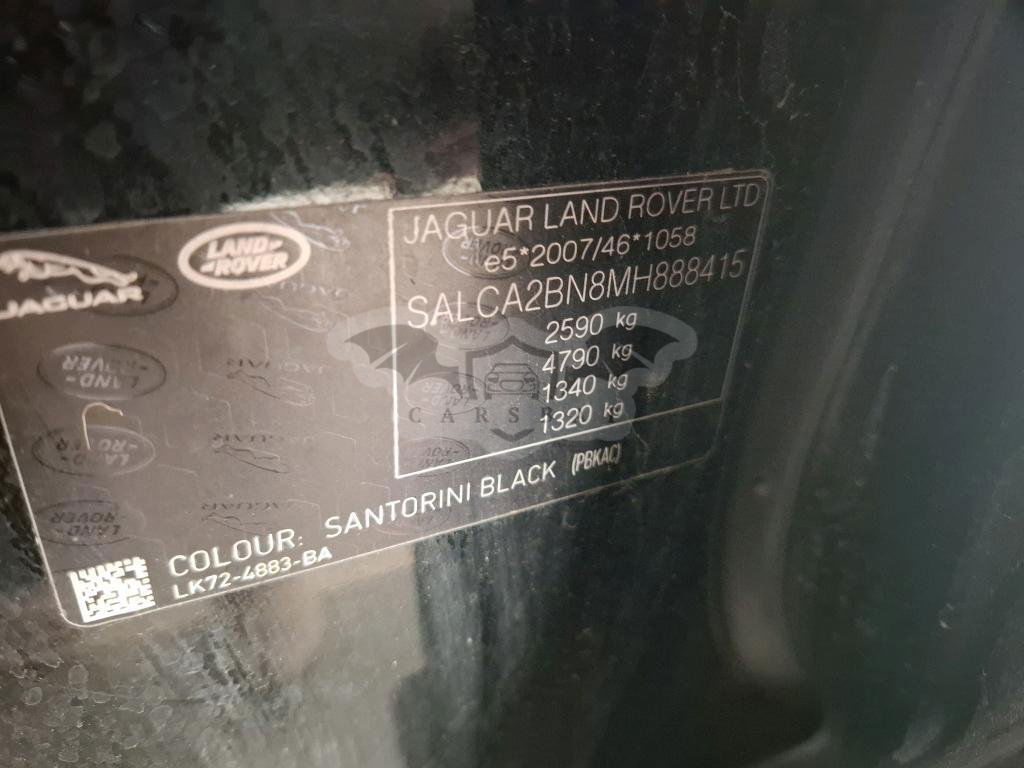 JAGUAR
LAND-
-ROVER
JAGUAR LAND ROVER LTD
e5*2007/46*1058
SALCA2BN8MH888415
2590 kg
4790 kg
1340 kg
1320 kg
COLOUR: SANTORINI BLACK (PBKAC)
LK72-4883-BA